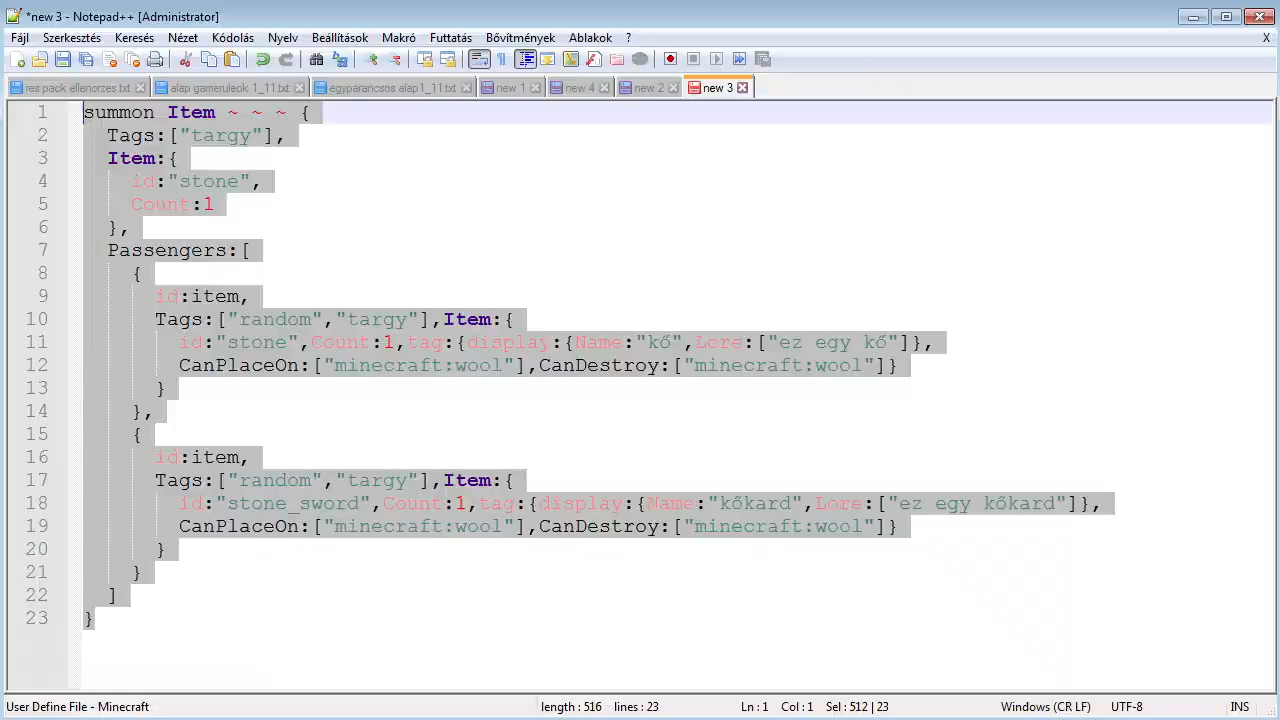 *new 3 - Notepad++ [Administrator]
Fájl Szerkesztés Keresés Nézet Kódolás Nyelv Beállítások Makró Futtatás Bővítmények Ablakok ? X
res pack ellenorzes.txt alap gameruleok 1_11.txt egyparancsos alap1_11.txt new 1 new 4 new 2 new 3
1 summon Item ~ ~ ~ {
2 Tags:["targy"],
3 Item:{
4 id:"stone",
5 Count:1
6 },
7 Passengers:[
8 {
9 id:item,
10 Tags:["random","targy"],Item:{
11 id:"stone",Count:1,tag:{display:{Name:"kő",Lore:["ez egy kő"]},
12 CanPlaceOn:["minecraft:wool"],CanDestroy:["minecraft:wool"]}
13 }
14 },
15 {
16 id:item,
17 Tags:["random","targy"],Item:{
18 id:"stone_sword",Count:1,tag:{display:{Name:"kőkard",Lore:["ez egy kőkard"]},
19 CanPlaceOn:["minecraft:wool"],CanDestroy:["minecraft:wool"]}
20 }
21 }
22 ]
23 }
User Define File - Minecraft length : 516 lines : 23 Ln : 1 Col : 1 Sel : 512 | 23 Windows (CR LF) UTF-8 INS